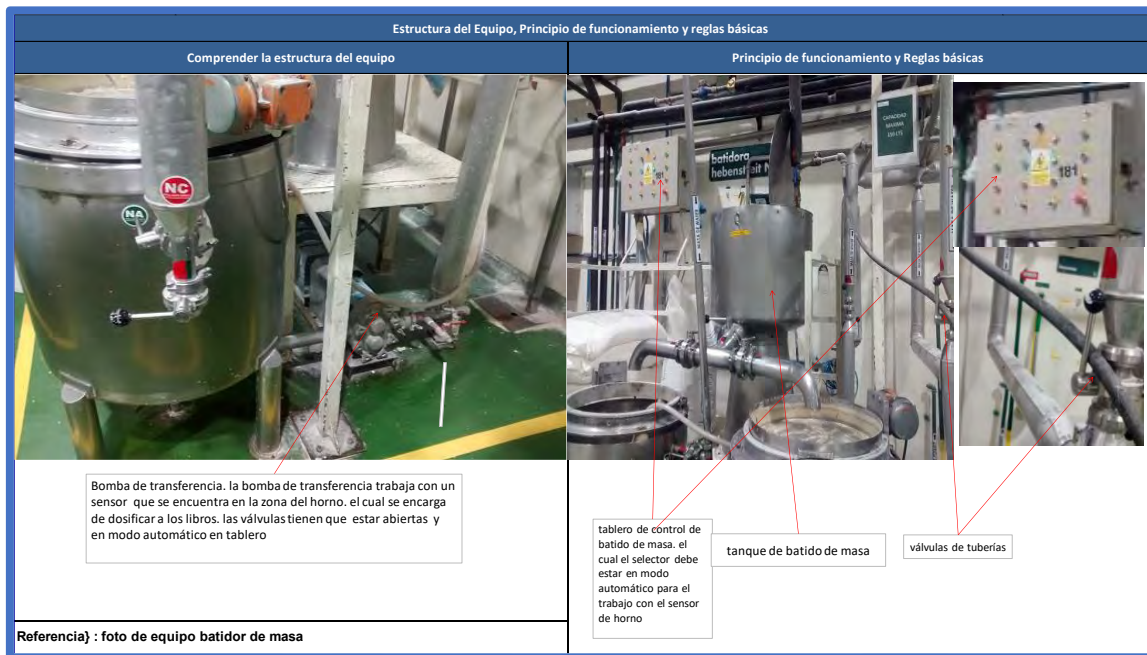 Estructura del Equipo, Principio de funcionamiento y reglas básicas
Comprender la estructura del equipo
Principio de funcionamiento y Reglas básicas
NC
NA
CAPACIDAD
MAXIMA
batidora
hebenstreit
181
181
Bomba de transferencia. la bomba de transferencia trabaja con un
sensor que se encuentra en la zona del horno. el cual se encarga
de dosificar a los libros. las válvulas tienen que estar abiertas y
en modo automático en tablero
tablero de control de
batido de masa. el
cual el selector debe
estar en modo
automático para el
trabajo con el sensor
de horno
tanque de batido de masa
válvulas de tuberías
Referencia} : foto de equipo batidor de masa